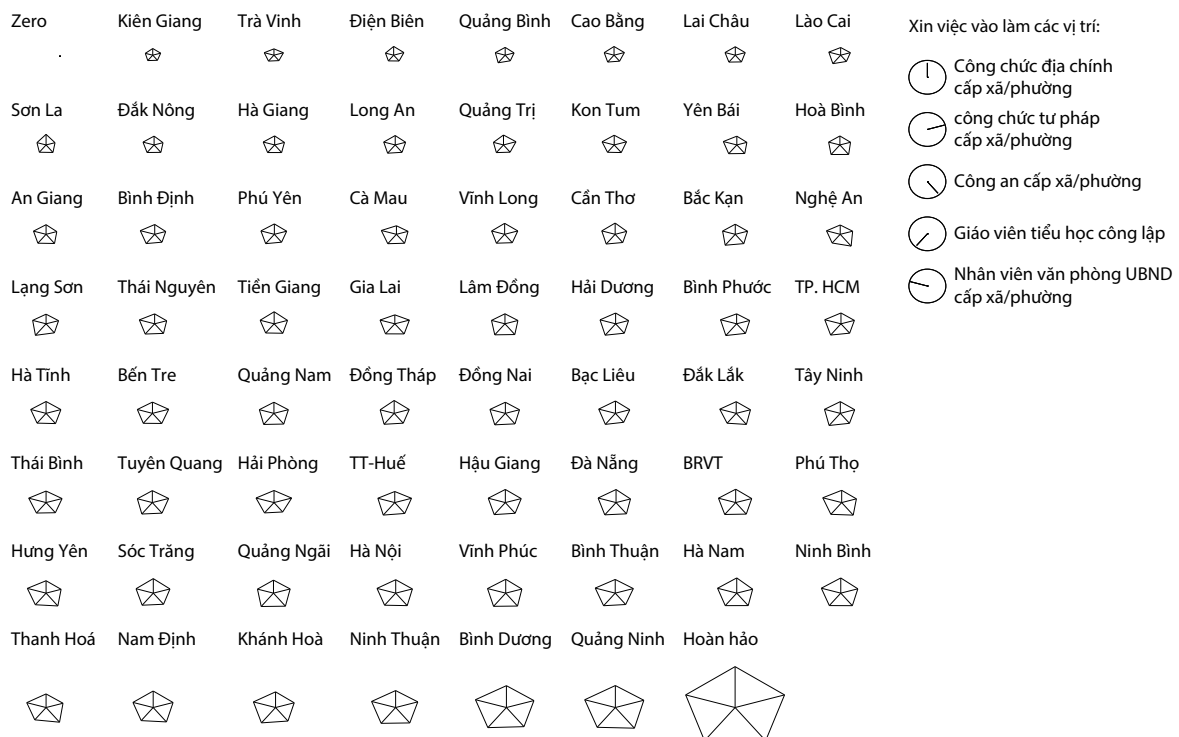 Zero Kiên Giang Trà Vinh Điện Biên Quảng Bình Cao Bằng Lai Châu Lào Cai
Sơn La Đắk Nông Hà Giang Long An Quảng Trị Kon Tum Yên Bái Hoà Bình
An Giang Bình Định Phú Yên Cà Mau Vĩnh Long Cần Thơ Bắc Kạn Nghệ An
Lạng Sơn Thái Nguyên Tiền Giang Gia Lai Lâm Đồng Hải Dương Bình Phước TP. HCM
Hà Tĩnh Bến Tre Quảng Nam Đồng Tháp Đồng Nai Bạc Liêu Đắk Lắk Tây Ninh
Thái Bình Tuyên Quang Hải Phòng TT-Huế Hậu Giang Đà Nẵng BRVT Phú Thọ
Hưng Yên Sóc Trăng Quảng Ngãi Hà Nội Vĩnh Phúc Bình Thuận Hà Nam Ninh Bình
Thanh Hoá Nam Định Khánh Hoà Ninh Thuận Bình Dương Quảng Ninh Hoàn hảo
Xin việc vào làm các vị trí:
Công chức địa chính
cấp xã/phường
công chức tư pháp
cấp xã/phường
Công an cấp xã/phường
Giáo viên tiểu học công lập
Nhân viên văn phòng UBND
cấp xã/phường